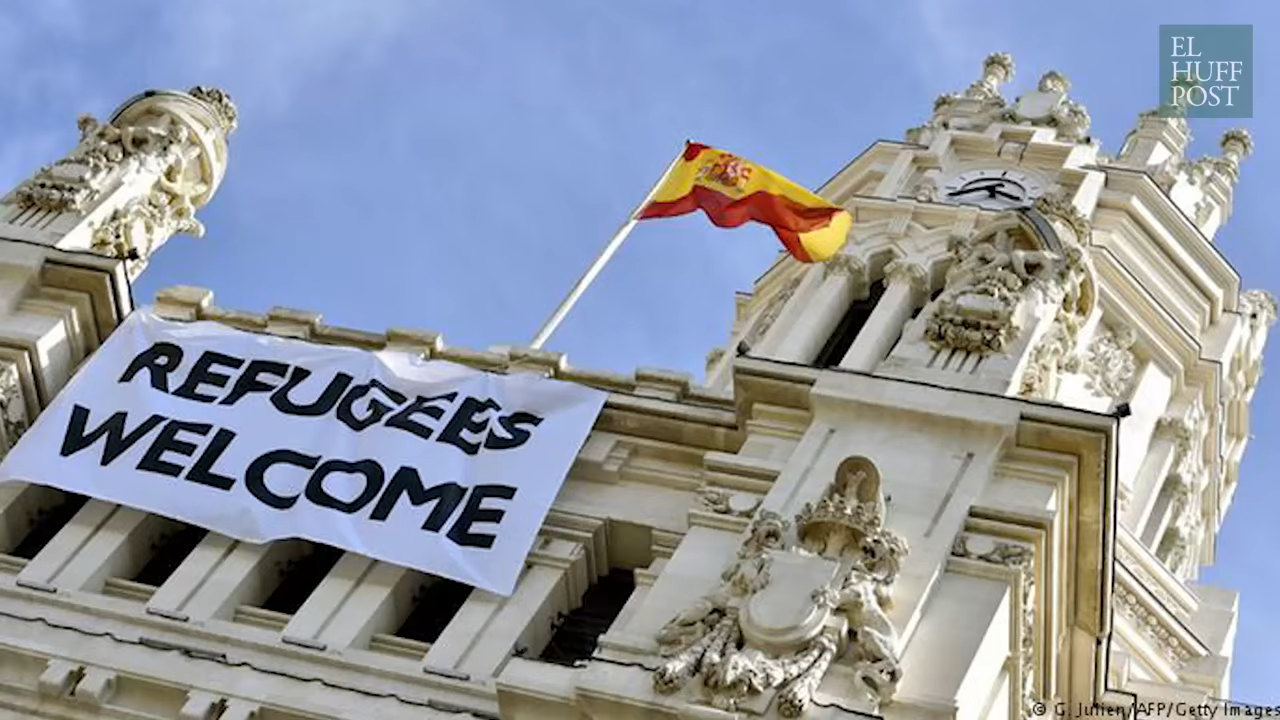 EL
HUFF
POST
REFUGEES
WELCOME
© G. Julien/AFP/Getty Images